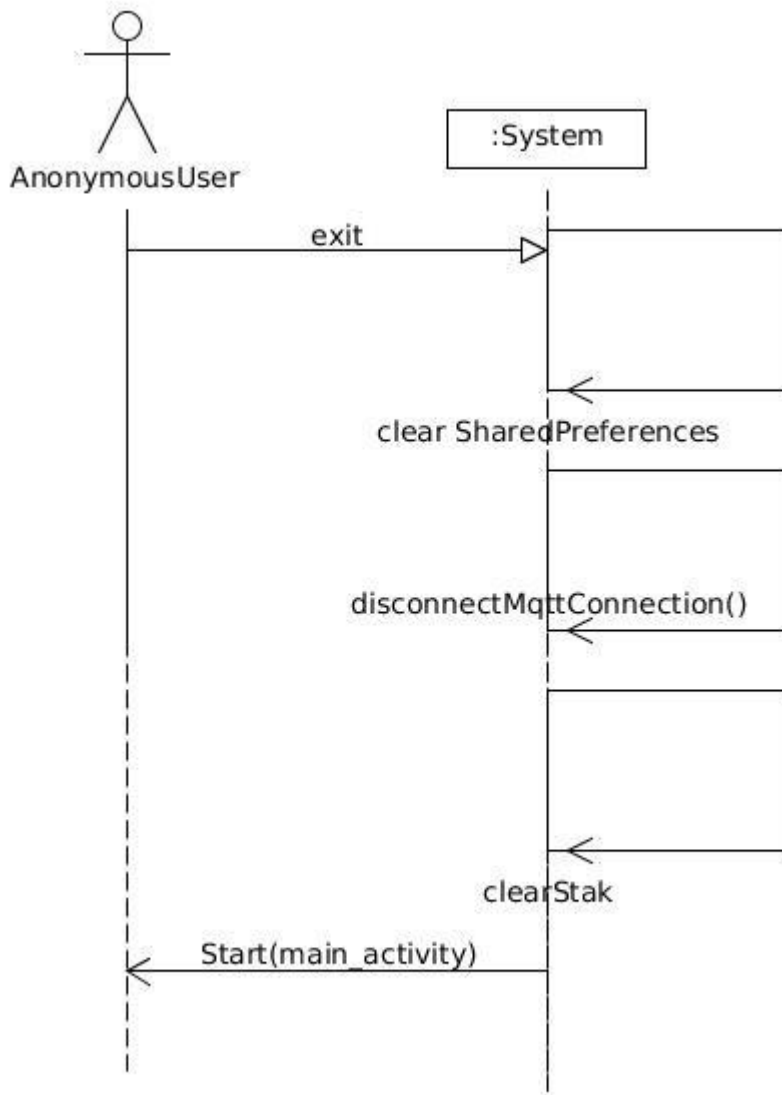 :System
AnonymousUser
exit
clear SharedPreferences
disconnectMqttConnection()
clearStak
Start(main_activity)